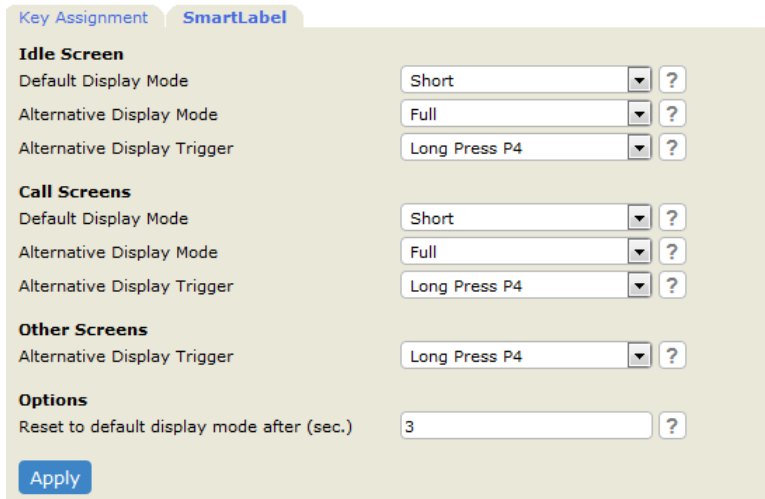 Key Assignment SmartLabel
Idle Screen
Default Display Mode Short ?
Alternative Display Mode Full ?
Alternative Display Trigger Long Press P4 ?
Call Screens
Default Display Mode Short ?
Alternative Display Mode Full ?
Alternative Display Trigger Long Press P4 ?
Other Screens
Alternative Display Trigger Long Press P4 ?
Options
Reset to default display mode after (sec.) 3 ?
Apply